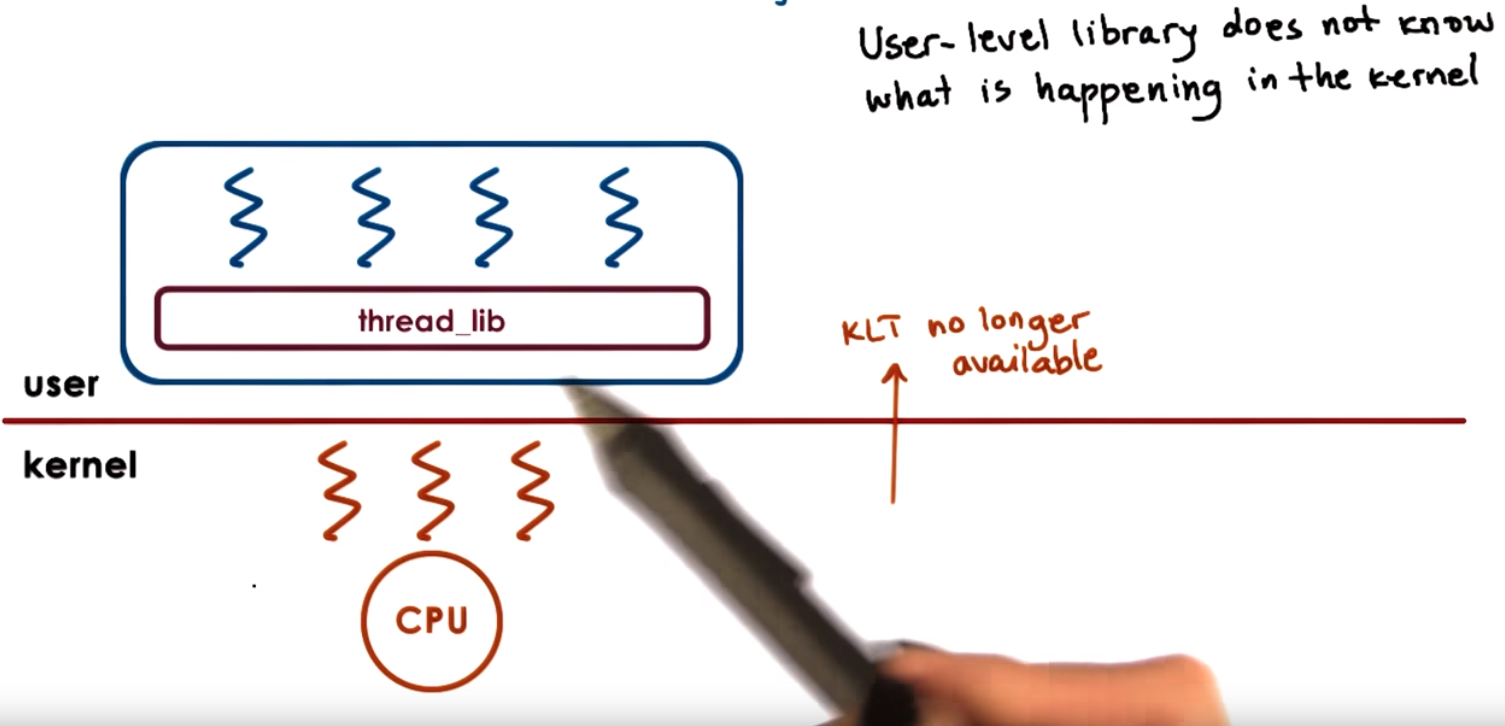 User-level library does not know
what is happening in the kernel
thread_lib
KLT no longer
available
user
kernel
CPU